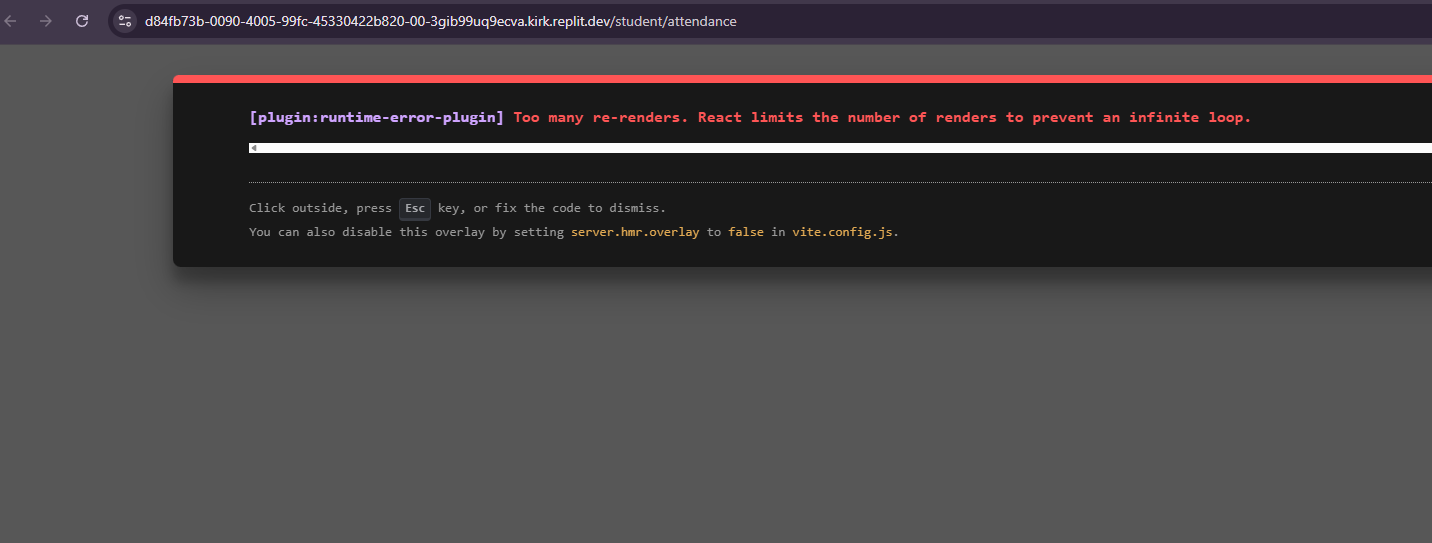 d84fb73b-0090-4005-99fc-45330422b820-00-3gib99uq9ecva.kirk.replit.dev/student/attendance
[plugin:runtime-error-plugin] Too many re-renders. React limits the number of renders to prevent an infinite loop.
Click outside, press Esc key, or fix the code to dismiss.
You can also disable this overlay by setting server.hmr.overlay to false in vite.config.js.